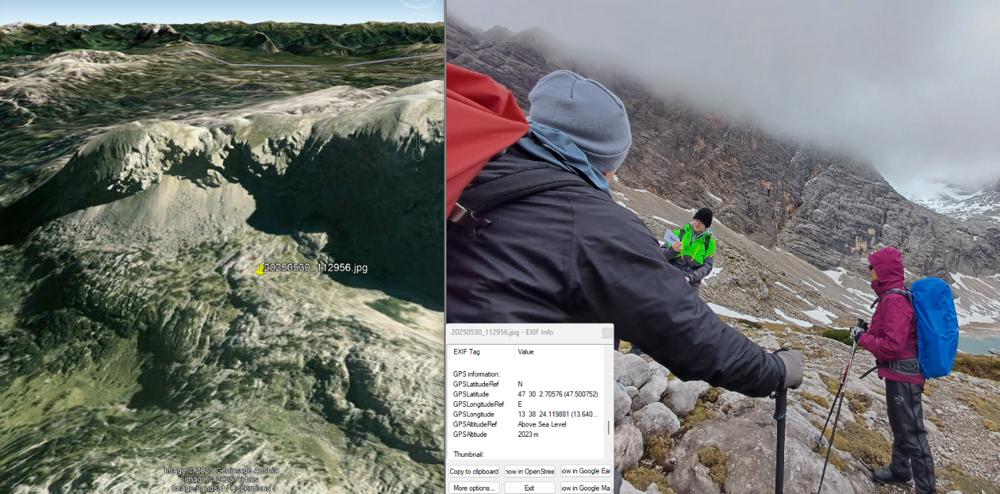 20250530_112956.jpg
Image © 2025 Geoimage Austria
Image © 2025 Airbus
Image Landsat / Copernicus
20250530_112956.jpg - EXIF Info
EXIF Tag Value
GPS information:
GPSLatitudeRef N
GPSLatitude 47 30 2.70576 (47.500752)
GPSLongitudeRef E
GPSLongitude 13 38 24.119881 (13.640...
GPSAltitudeRef Above Sea Level
GPSAltitude 2023 m
Thumbnail:
Copy to clipboard how in OpenStree how in Google Ear
More options... Exit how in Google Ma